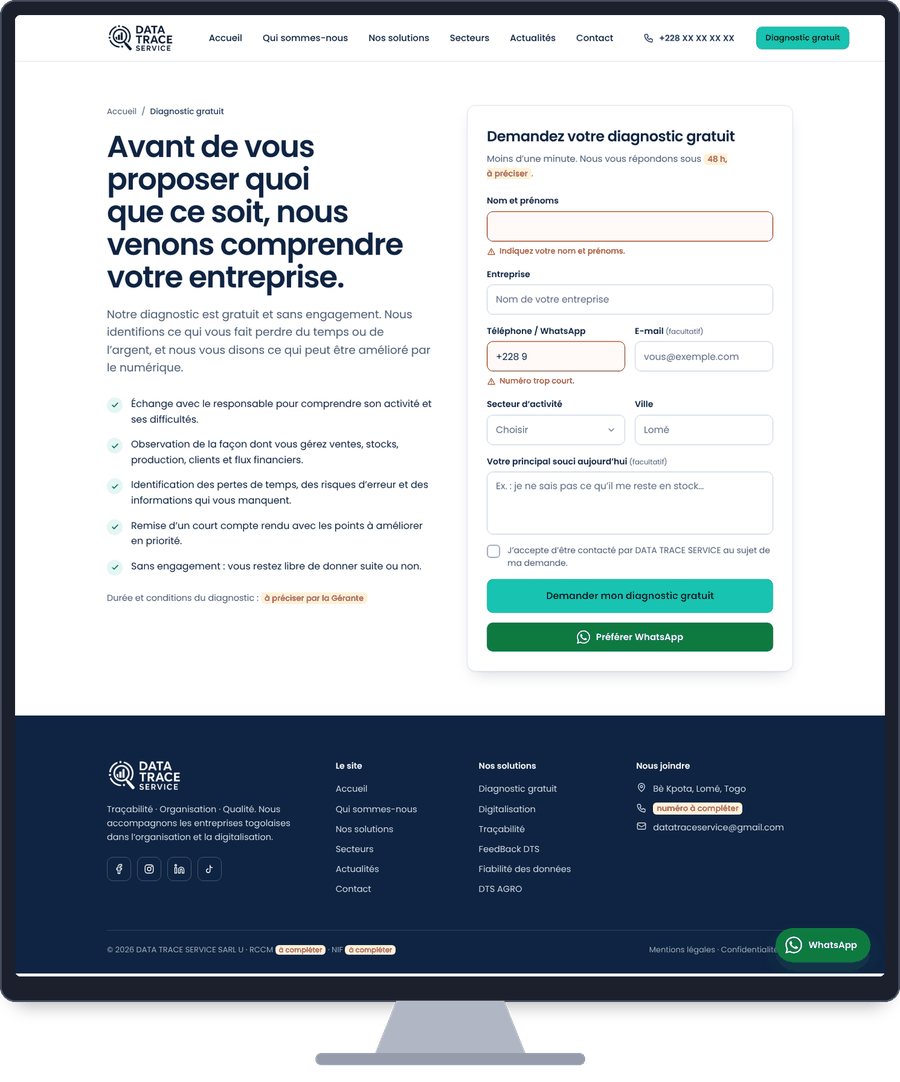 DATA
TRACE
SERVICE
Accueil
Qui sommes-nous
Nos solutions
Secteurs
Actualités
Contact
+228 XX XX XX XX
Diagnostic gratuit
Accueil / Diagnostic gratuit
Avant de vous
proposer quoi
que ce soit, nous
venons comprendre
votre entreprise.
Notre diagnostic est gratuit et sans engagement. Nous
identifions ce qui vous fait perdre du temps ou de
l'argent, et nous vous disons ce qui peut être amélioré par
le numérique.
Échange avec le responsable pour comprendre son activité et
ses difficultés.
Observation de la façon dont vous gérez ventes, stocks,
production, clients et flux financiers.
Identification des pertes de temps, des risques d'erreur et des
informations qui vous manquent.
Remise d'un court compte rendu avec les points à améliorer
en priorité.
Sans engagement : vous restez libre de donner suite ou non.
Durée et conditions du diagnostic : à préciser par la Gérante
Demandez votre diagnostic gratuit
Moins d'une minute. Nous vous répondons sous 48 h,
à préciser .
Nom et prénoms
Indiquez votre nom et prénoms.
Entreprise
Nom de votre entreprise
Téléphone / WhatsApp
+228 9
Numéro trop court.
E-mail (facultatif)
vous@exemple.com
Secteur d'activité
Choisir
Ville
Lomé
Votre principal souci aujourd'hui (facultatif)
Ex. : je ne sais pas ce qu'il me reste en stock...
J'accepte d'être contacté par DATA TRACE SERVICE au sujet de
ma demande.
Demander mon diagnostic gratuit
Préférer WhatsApp
DATA
TRACE
SERVICE
Traçabilité · Organisation · Qualité. Nous
accompagnons les entreprises togolaises
dans l'organisation et la digitalisation.
Le site
Accueil
Qui sommes-nous
Nos solutions
Secteurs
Actualités
Contact
Nos solutions
Diagnostic gratuit
Digitalisation
Traçabilité
FeedBack DTS
Fiabilité des données
DTS AGRO
Nous joindre
Bè Kpota, Lomé, Togo
numéro à compléter
datatraceservice@gmail.com
© 2026 DATA TRACE SERVICE SARL U · RCCM à compléter · NIF à compléter
Mentions légales · Confidentialité
WhatsApp